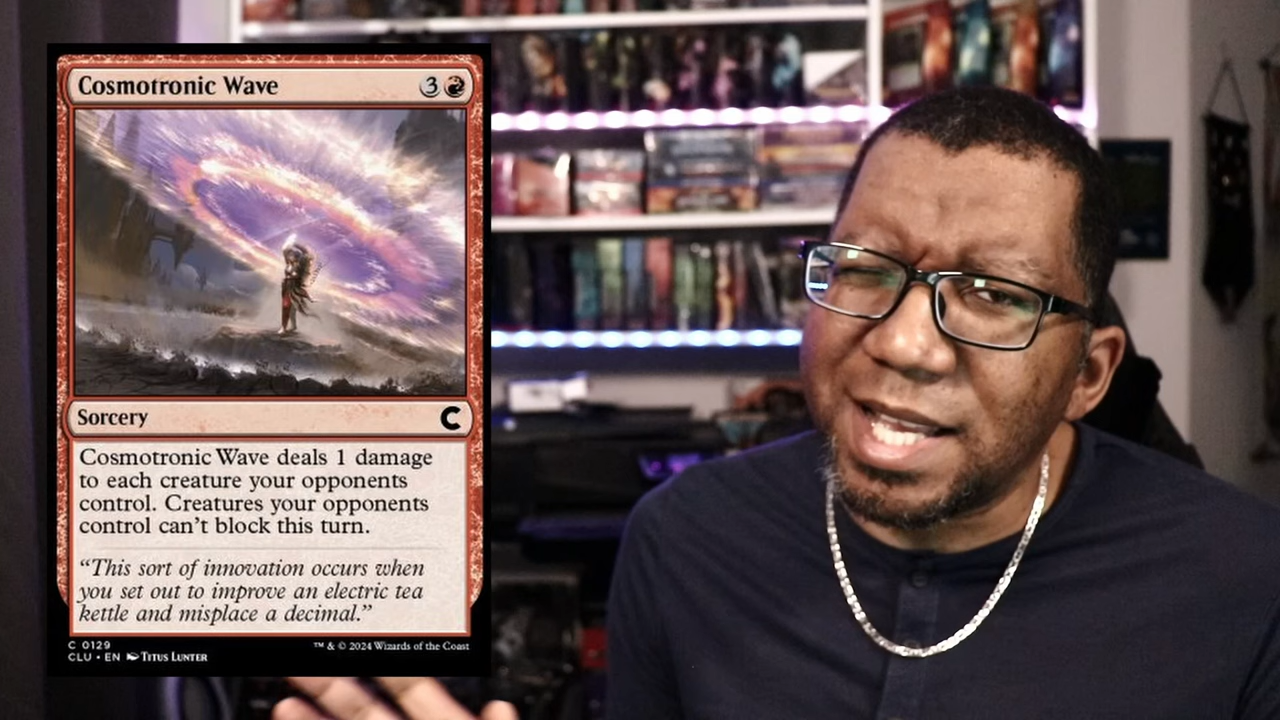 Cosmotronic Wave 3
Sorcery
Cosmotronic Wave deals 1 damage
to each creature your opponents
control. Creatures your opponents
control can't block this turn.
“This sort of innovation occurs when
you set out to improve an electric tea
kettle and misplace a decimal.”
C 0129 ™ & © 2024 Wizards of the Coast
CLU • EN Titus Lunter